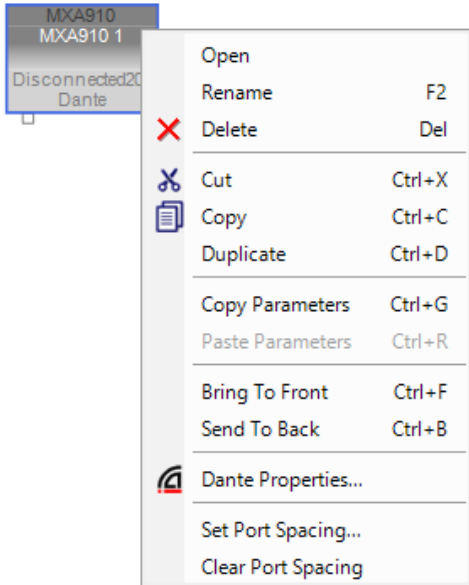 MXA910
MXA910 1
Disconnected20
Dante
Open
Rename F2
Delete Del
Cut Ctrl+X
Copy Ctrl+C
Duplicate Ctrl+D
Copy Parameters Ctrl+G
Paste Parameters Ctrl+R
Bring To Front Ctrl+F
Send To Back Ctrl+B
Dante Properties...
Set Port Spacing...
Clear Port Spacing